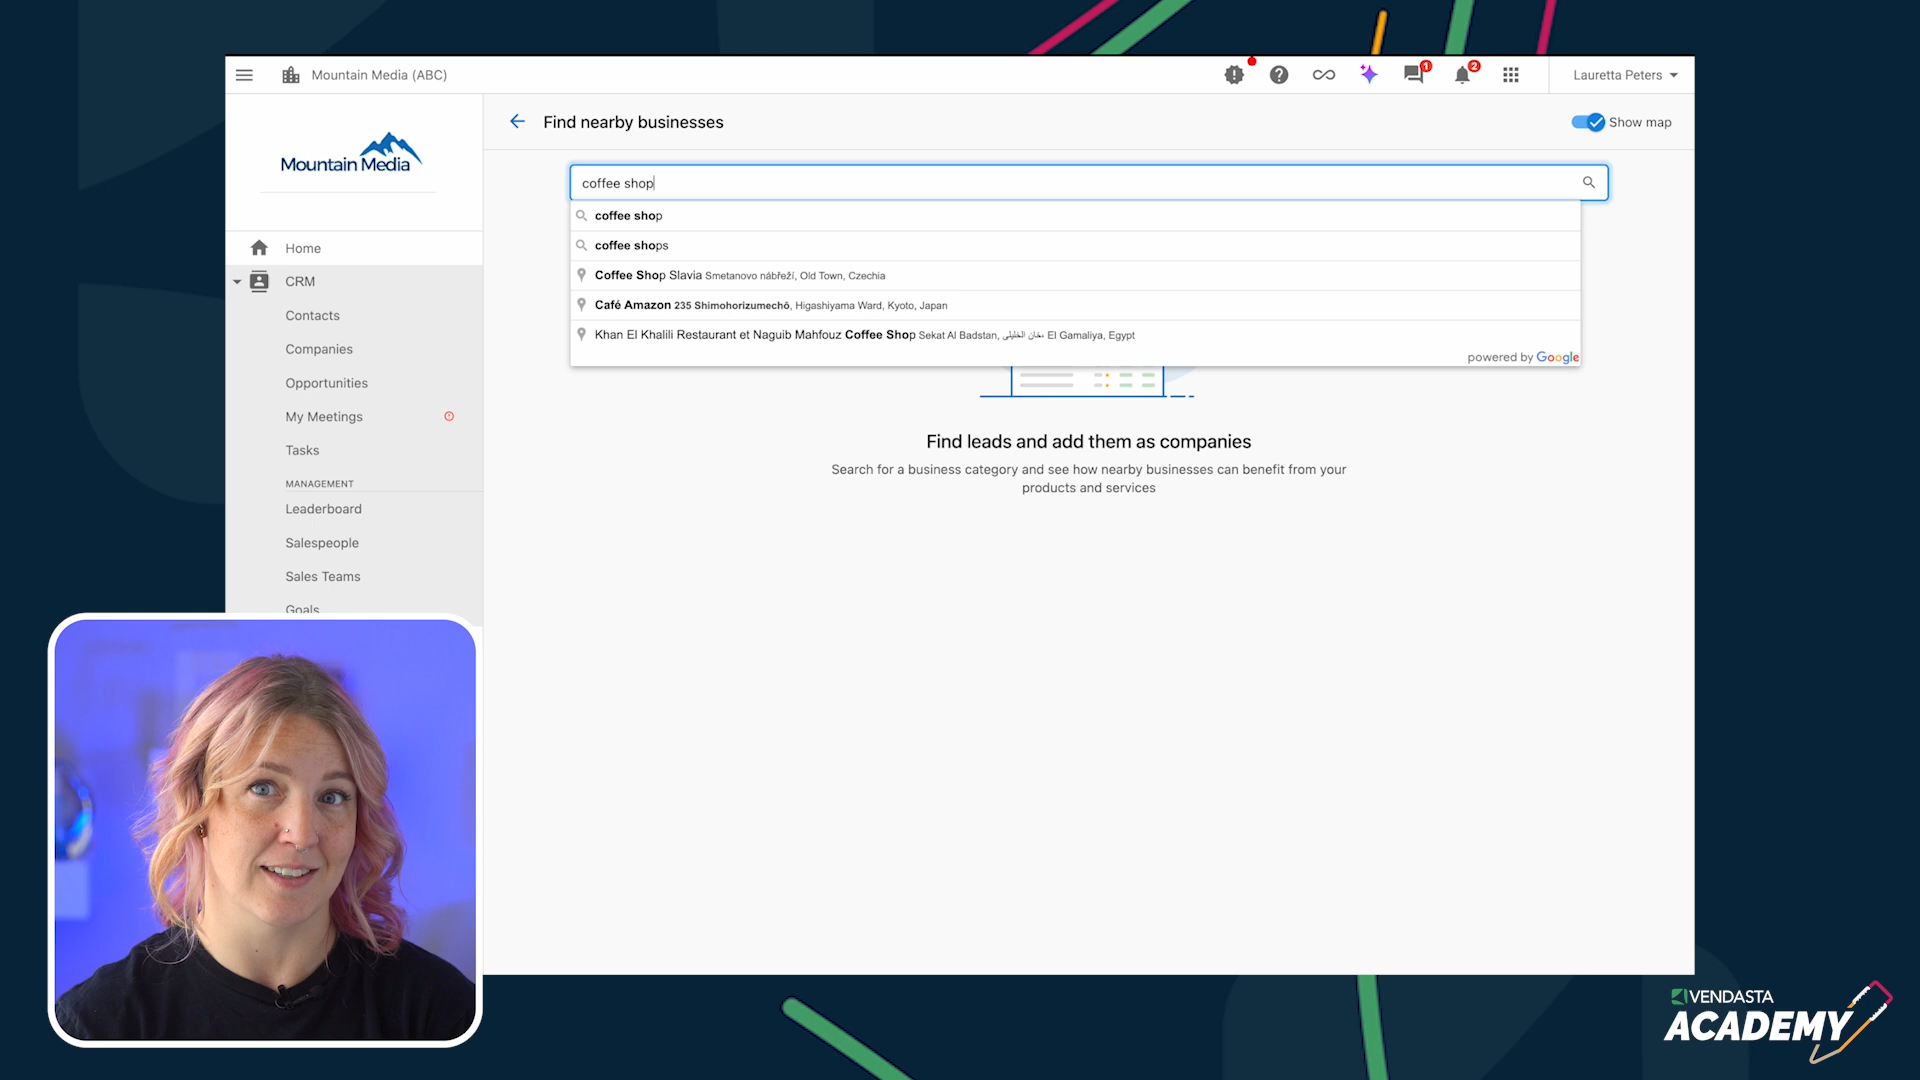 Mountain Media (ABC)
1
2
Lauretta Peters
Mountain Media
Find nearby businesses
Show map
coffee shop
coffee shop
coffee shops
Coffee Shop Slavia Smetanovo nábřeží, Old Town, Czechia
Café Amazon 235 Shimohorizumechō, Higashiyama Ward, Kyoto, Japan
Khan El Khalili Restaurant et Naguib Mahfouz Coffee Shop Sekat Al Badstan, خان الخليلى، El Gamaliya, Egypt
powered by Google
Find leads and add them as companies
Search for a business category and see how nearby businesses can benefit from your
products and services
Home
CRM
Contacts
Companies
Opportunities
My Meetings
Tasks
MANAGEMENT
Leaderboard
Salespeople
Sales Teams
Goals
VENDASTA
ACADEMY